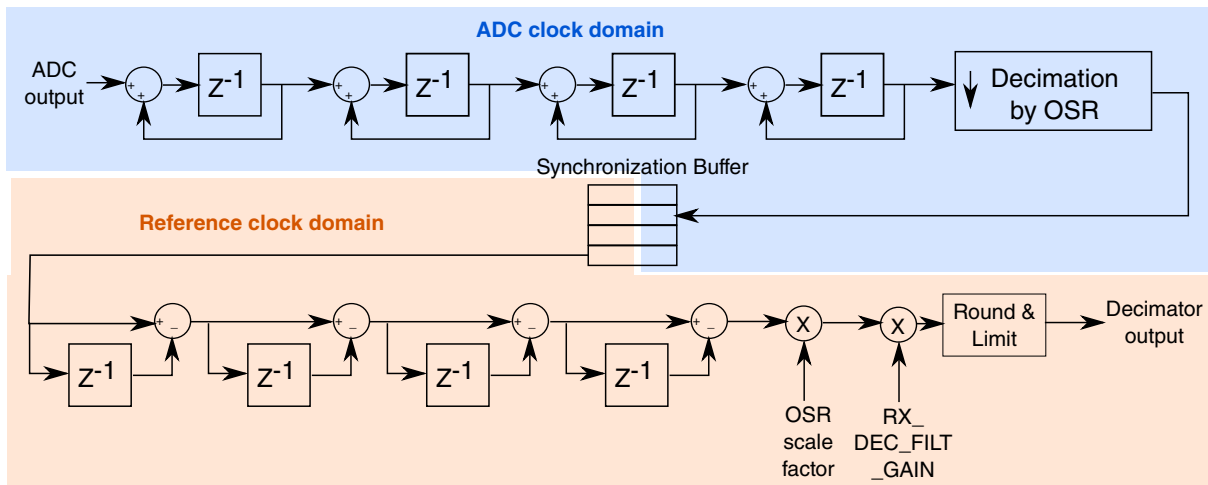 ADC clock domain
ADC
output
+
+
Z-1
+
+
Z-1
+
+
Z-1
+
+
Z-1
Decimation
by OSR
Synchronization Buffer
Reference clock domain
+ -
Z-1
+ -
Z-1
+ -
Z-1
+ -
Z-1
X
X
Round &
Limit
Decimator
output
OSR
scale
factor
RX_
DEC_FILT
_GAIN